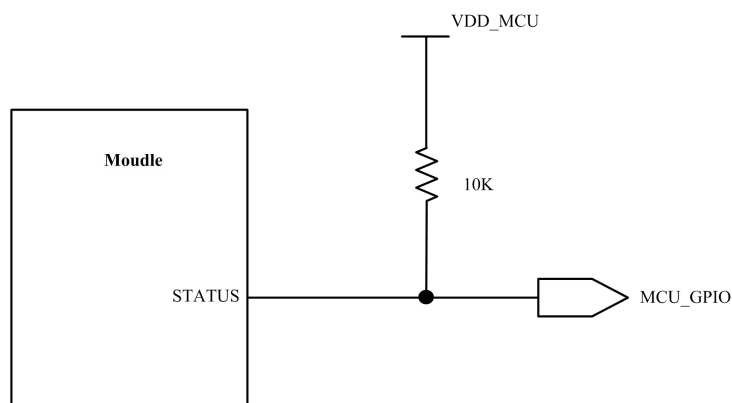 VDD_MCU
Moudle
10K
STATUS
MCU_GPIO